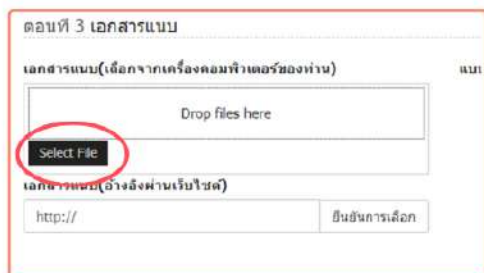 ตอนที่ 3 เอกสารแนบ
เอกสารแนบ(เลือกจากเครื่องคอมพิวเตอร์ของท่าน)
Drop files here
Select File
เอกสารแนบ(อ้างอิงผ่านเว็บไซต์)
http://
ยืนยันการเลือก